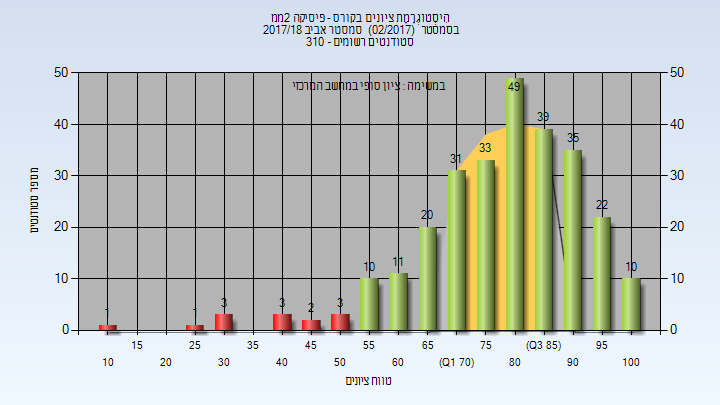 היסטוגרמת ציונים בקורס - פיסיקה 2ממ
בסמסטר (02/2017) סמסטר אביב 2017/18
סטודנטים רשומים - 310
במשימה : ציון סופי במחשב המרכזי
מספר סטודנטים
50 50
40 40
30 30
20 20
10 10
0 0
1 1 3 3 2 3 10 11 20 31 33 49 39 35 22 10
15 25 35 45 55 65 75 (Q3 85) 95
10 20 30 40 50 60 (Q1 70) 80 90 100
טווח ציונים